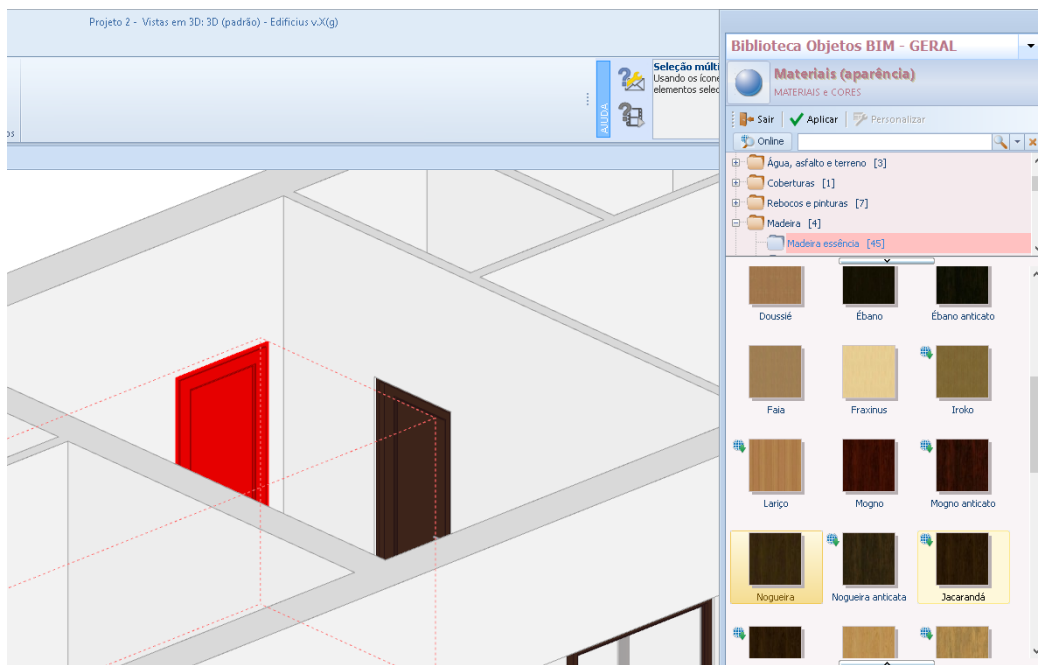 Projeto 2 - Vistas em 3D: 3D (padrão) - Edificius v.X(g)
AJUDA
Seleção múlti
Usando os ícone
elementos selec
os
Biblioteca Objetos BIM - GERAL
Materiais (aparência)
MATERIAIS e CORES
Sair Aplicar Personalizar
Online
Água, asfalto e terreno [3]
Coberturas [1]
Rebocos e pinturas [7]
Madeira [4]
Madeira essência [45]
Doussié Ébano Ébano anticato
Faia Fraxinus Iroko
Lariço Mogno Mogno anticato
Nogueira Nogueira anticata Jacarandá